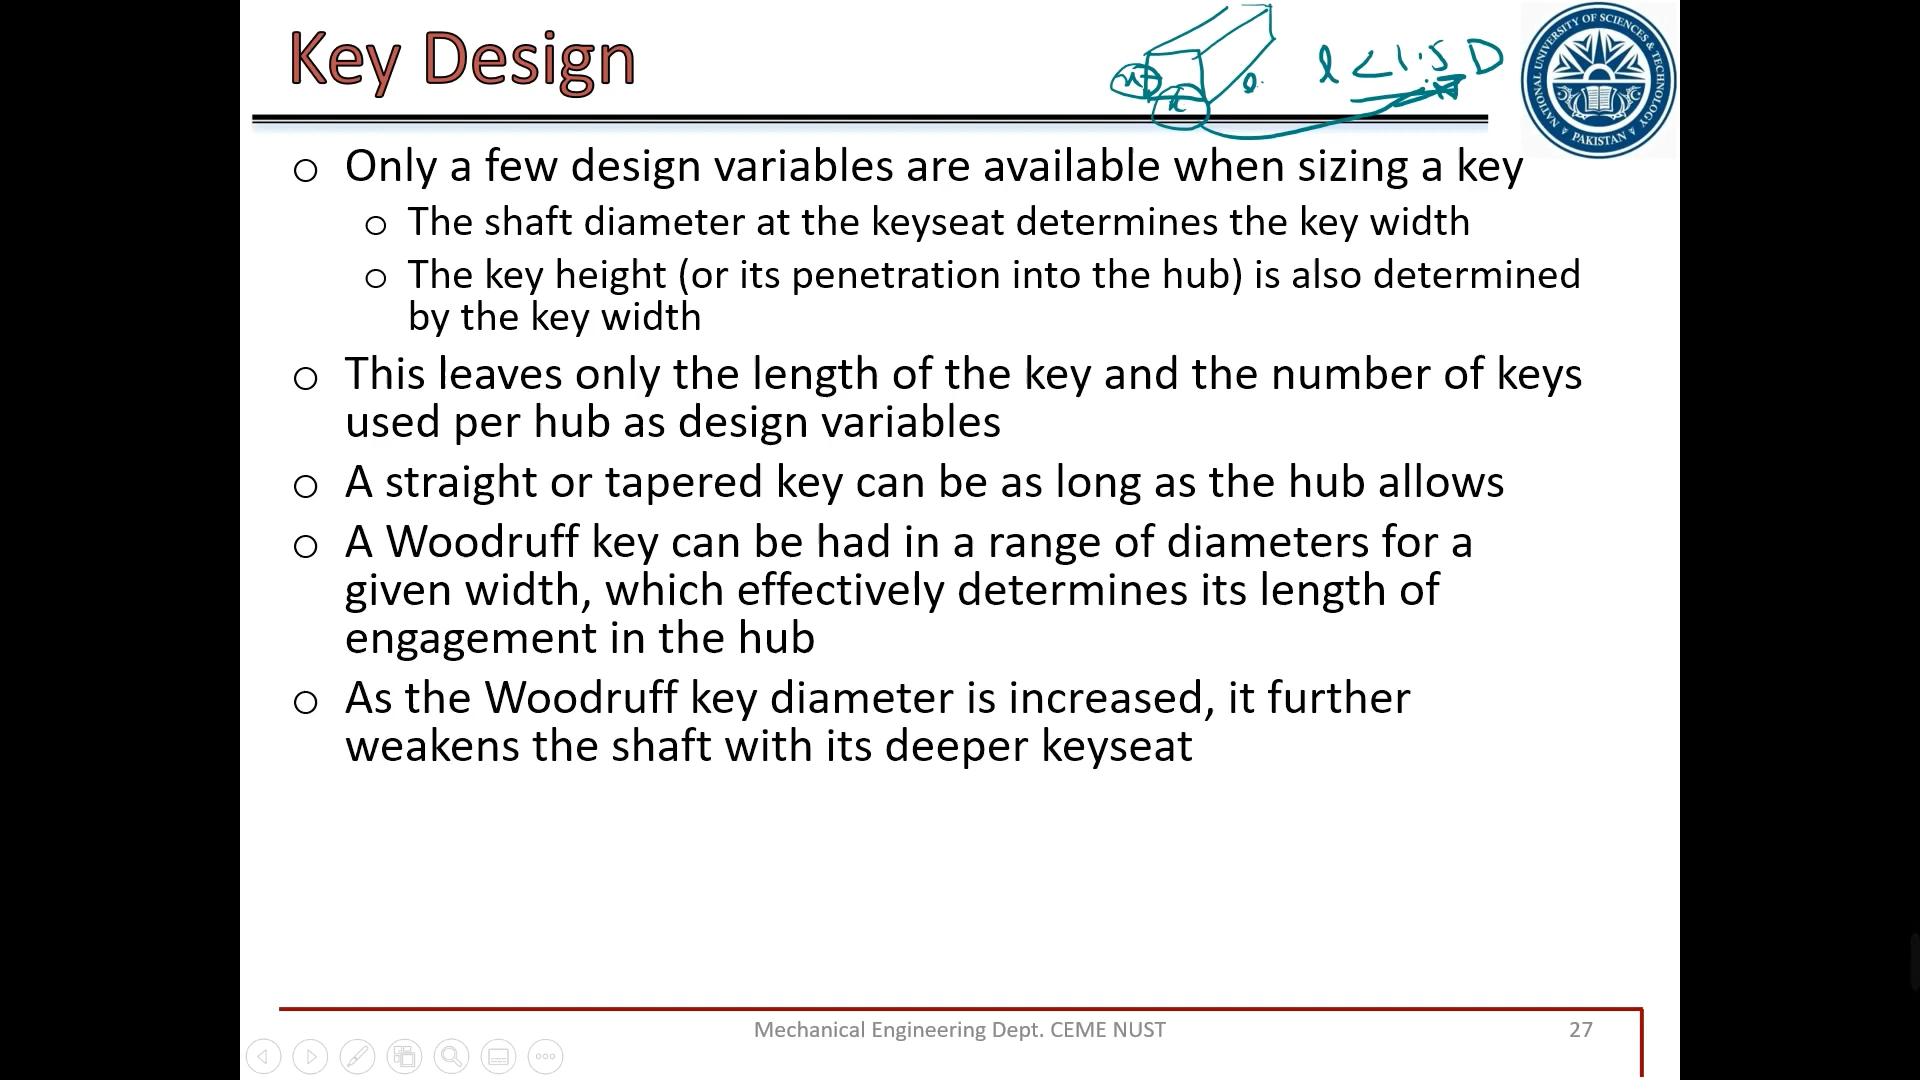 Key Design
l < 1.5 D
NATIONAL UNIVERSITY OF SCIENCES & TECHNOLOGY
PAKISTAN
Only a few design variables are available when sizing a key
The shaft diameter at the keyseat determines the key width
The key height (or its penetration into the hub) is also determined
by the key width
This leaves only the length of the key and the number of keys
used per hub as design variables
A straight or tapered key can be as long as the hub allows
A Woodruff key can be had in a range of diameters for a
given width, which effectively determines its length of
engagement in the hub
As the Woodruff key diameter is increased, it further
weakens the shaft with its deeper keyseat
Mechanical Engineering Dept. CEME NUST
27